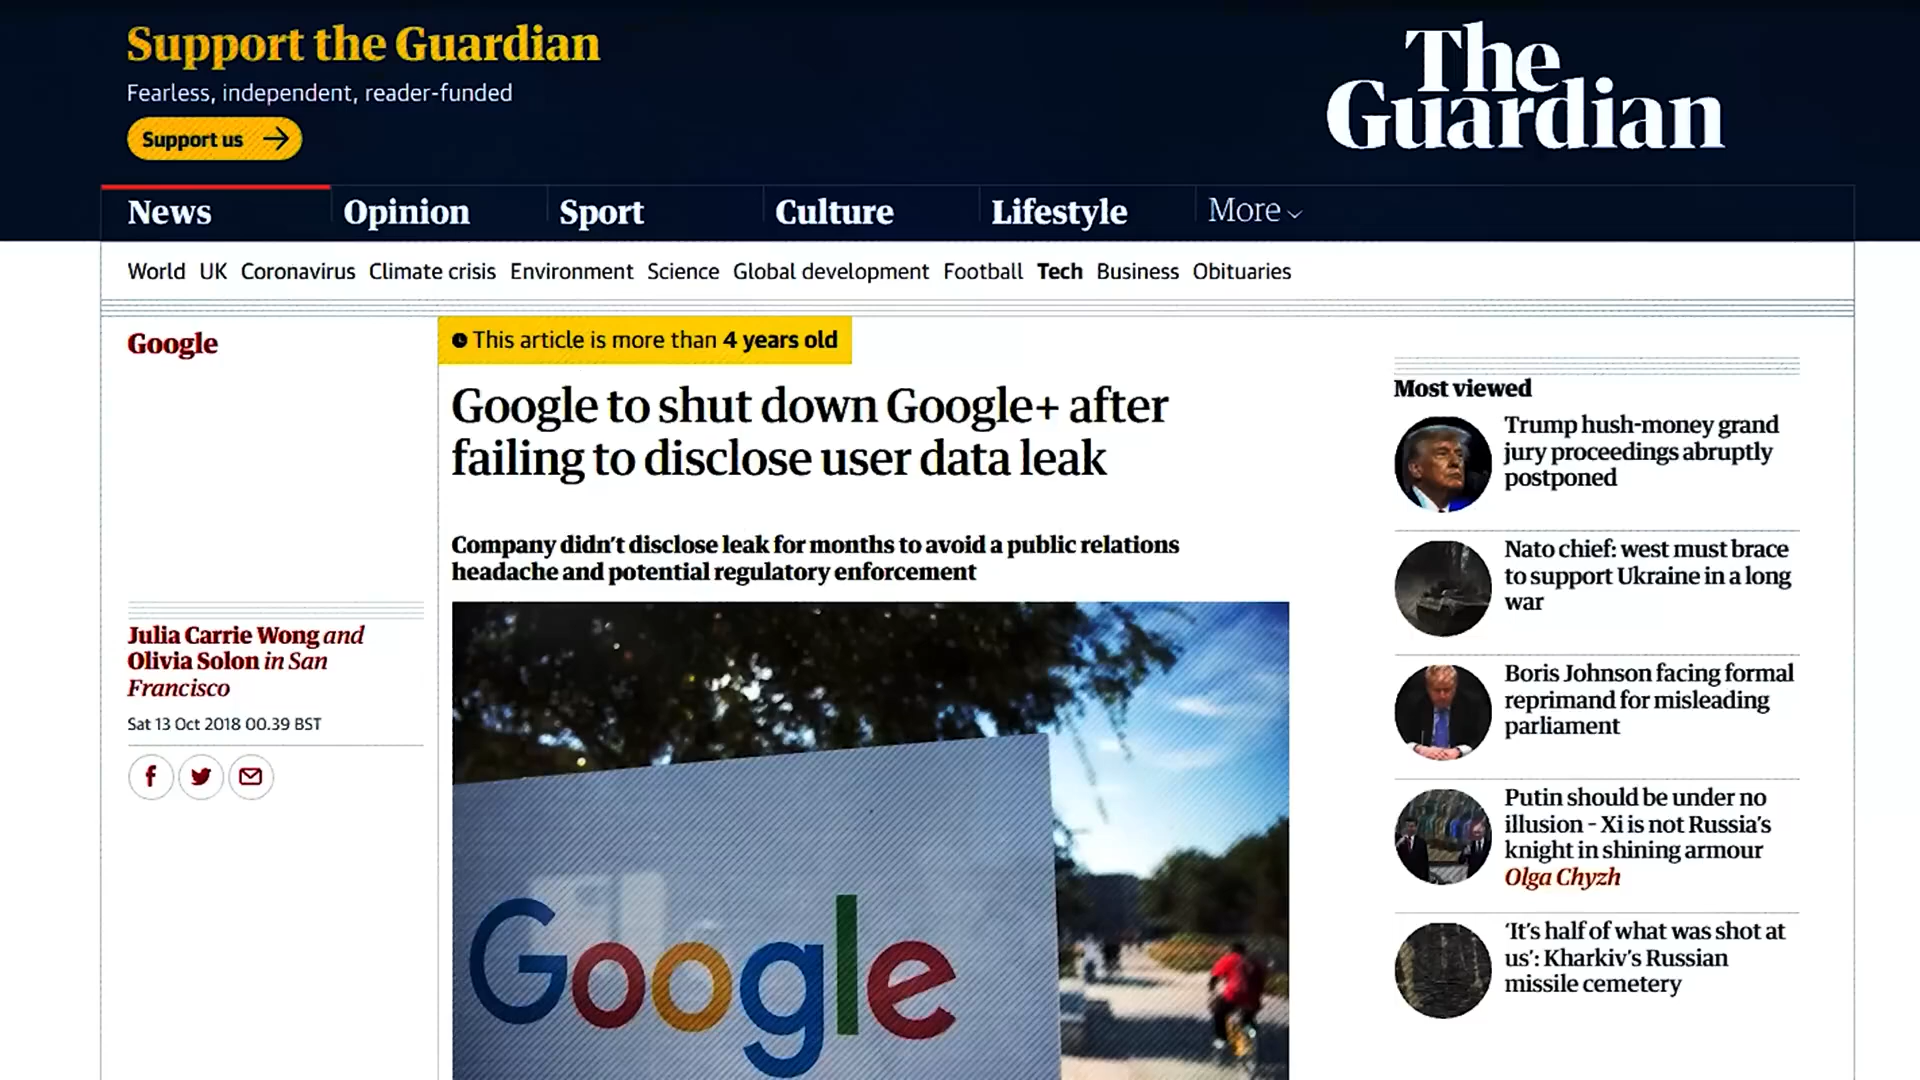 Support the Guardian
Fearless, independent, reader-funded
Support us
The
Guardian
News
Opinion
Sport
Culture
Lifestyle
More
World UK Coronavirus Climate crisis Environment Science Global development Football Tech Business Obituaries
Google
This article is more than 4 years old
Google to shut down Google+ after
failing to disclose user data leak
Company didn't disclose leak for months to avoid a public relations
headache and potential regulatory enforcement
Julia Carrie Wong and
Olivia Solon in San
Francisco
Sat 13 Oct 2018 00.39 BST
Google
Most viewed
Trump hush-money grand
jury proceedings abruptly
postponed
Nato chief: west must brace
to support Ukraine in a long
war
Boris Johnson facing formal
reprimand for misleading
parliament
Putin should be under no
illusion – Xi is not Russia's
knight in shining armour
Olga Chyzh
'It's half of what was shot at
us': Kharkiv's Russian
missile cemetery